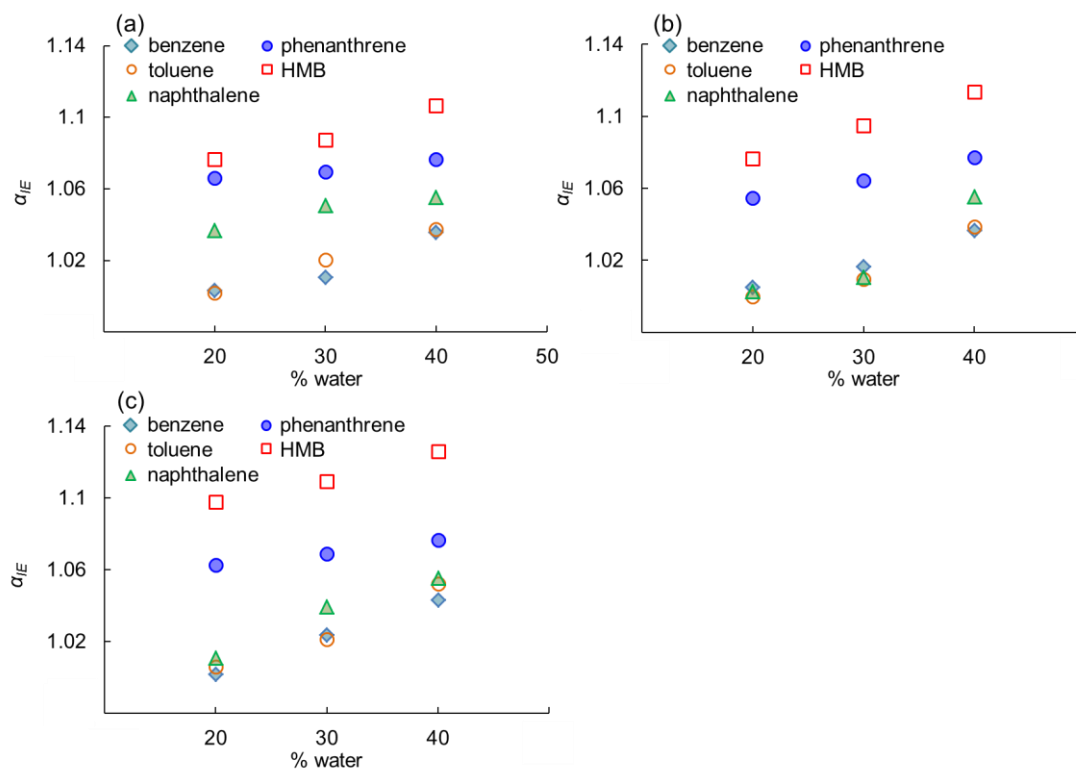 (a)
1.14
benzene phenanthrene
toluene HMB
naphthalene
1.1
1.06
1.02
αIE
20 30 40 50
% water
(b)
1.14
benzene phenanthrene
toluene HMB
naphthalene
1.1
1.06
1.02
αIE
20 30 40
% water
(c)
1.14
benzene phenanthrene
toluene HMB
naphthalene
1.1
1.06
1.02
αIE
20 30 40
% water